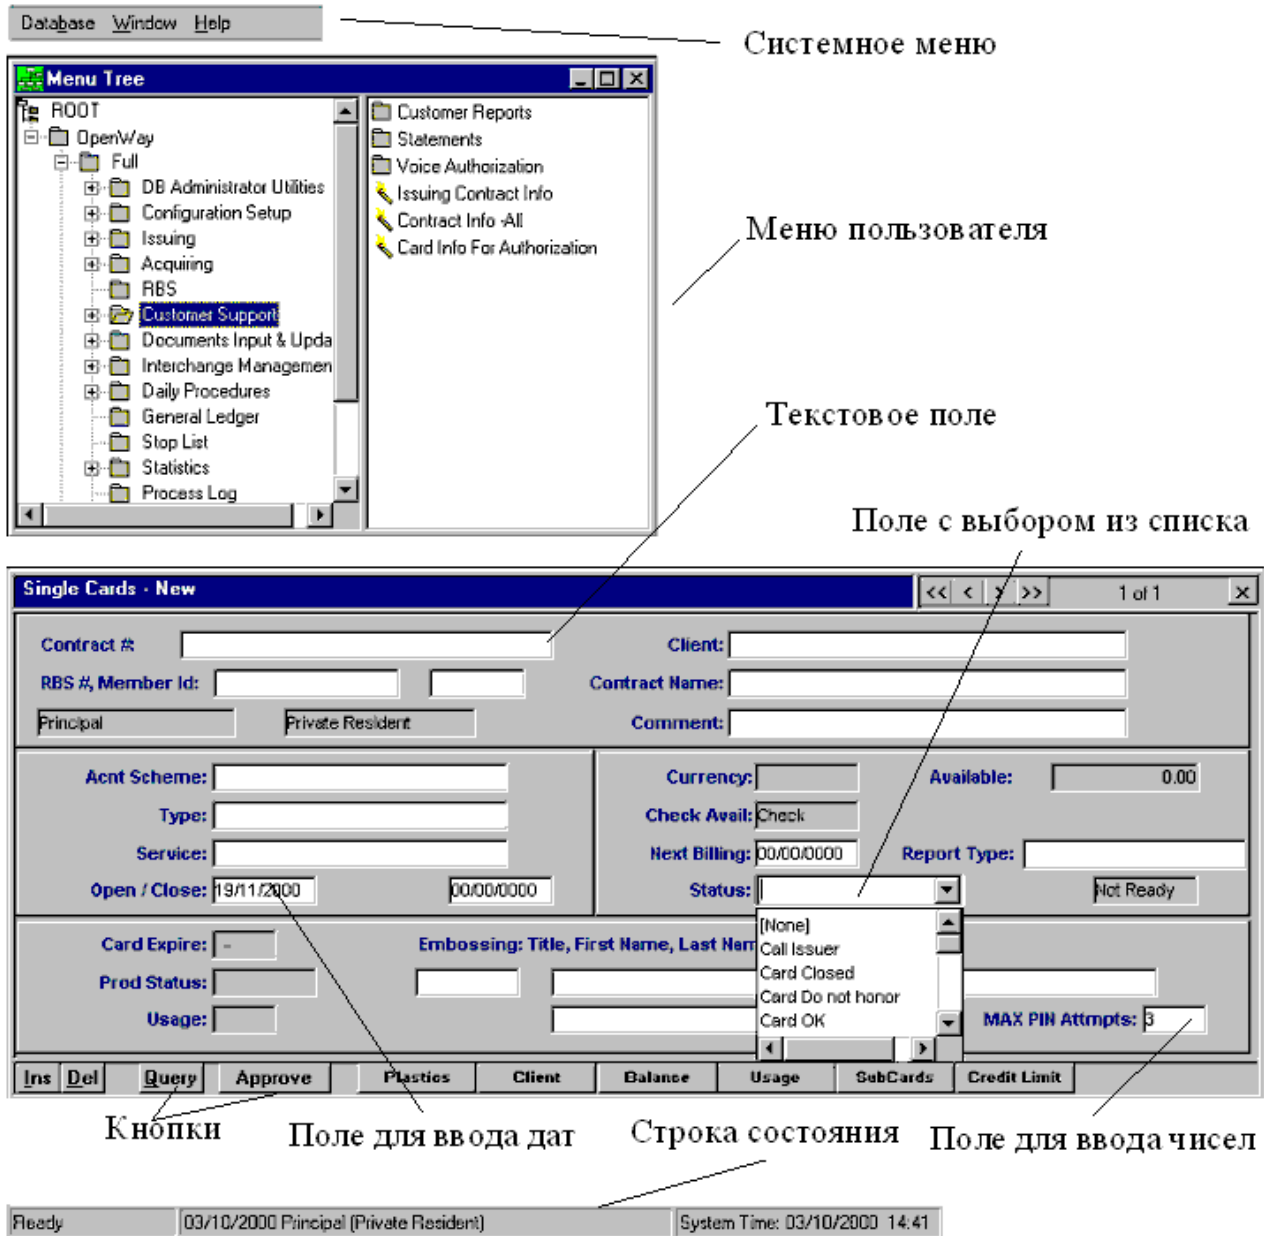 Database Window Help
Системное меню
Menu Tree
ROOT
OpenWay
Full
DB Administrator Utilities
Configuration Setup
Issuing
Acquiring
RBS
Customer Support
Documents Input & Upda
Interchange Managemen
Daily Procedures
General Ledger
Stop List
Statistics
Process Log
Customer Reports
Statements
Voice Authorization
Issuing Contract Info
Contract Info -All
Card Info For Authorization
Меню пользователя
Текстовое поле
Поле с выбором из списка
Single Cards - New
<< < > >> 1 of 1
Contract #:
Client:
RBS #, Member Id:
Contract Name:
Principal Private Resident
Comment:
Acnt Scheme:
Currency:
Available: 0.00
Type:
Check Avail: Check
Service:
Next Billing: 00/00/0000
Report Type:
Open / Close: 19/11/2000 00/00/0000
Status:
Not Ready
[None]
Call Issuer
Card Closed
Card Do not honor
Card OK
Card Expire: -
Embossing: Title, First Name, Last Nam
Prod Status:
Usage:
MAX PIN Attmpts: 3
Ins Del Query Approve Plastics Client Balance Usage SubCards Credit Limit
Кнопки
Поле для ввода дат
Строка состояния
Поле для ввода чисел
Ready 03/10/2000 Principal (Private Resident) System Time: 03/10/2000 14:41